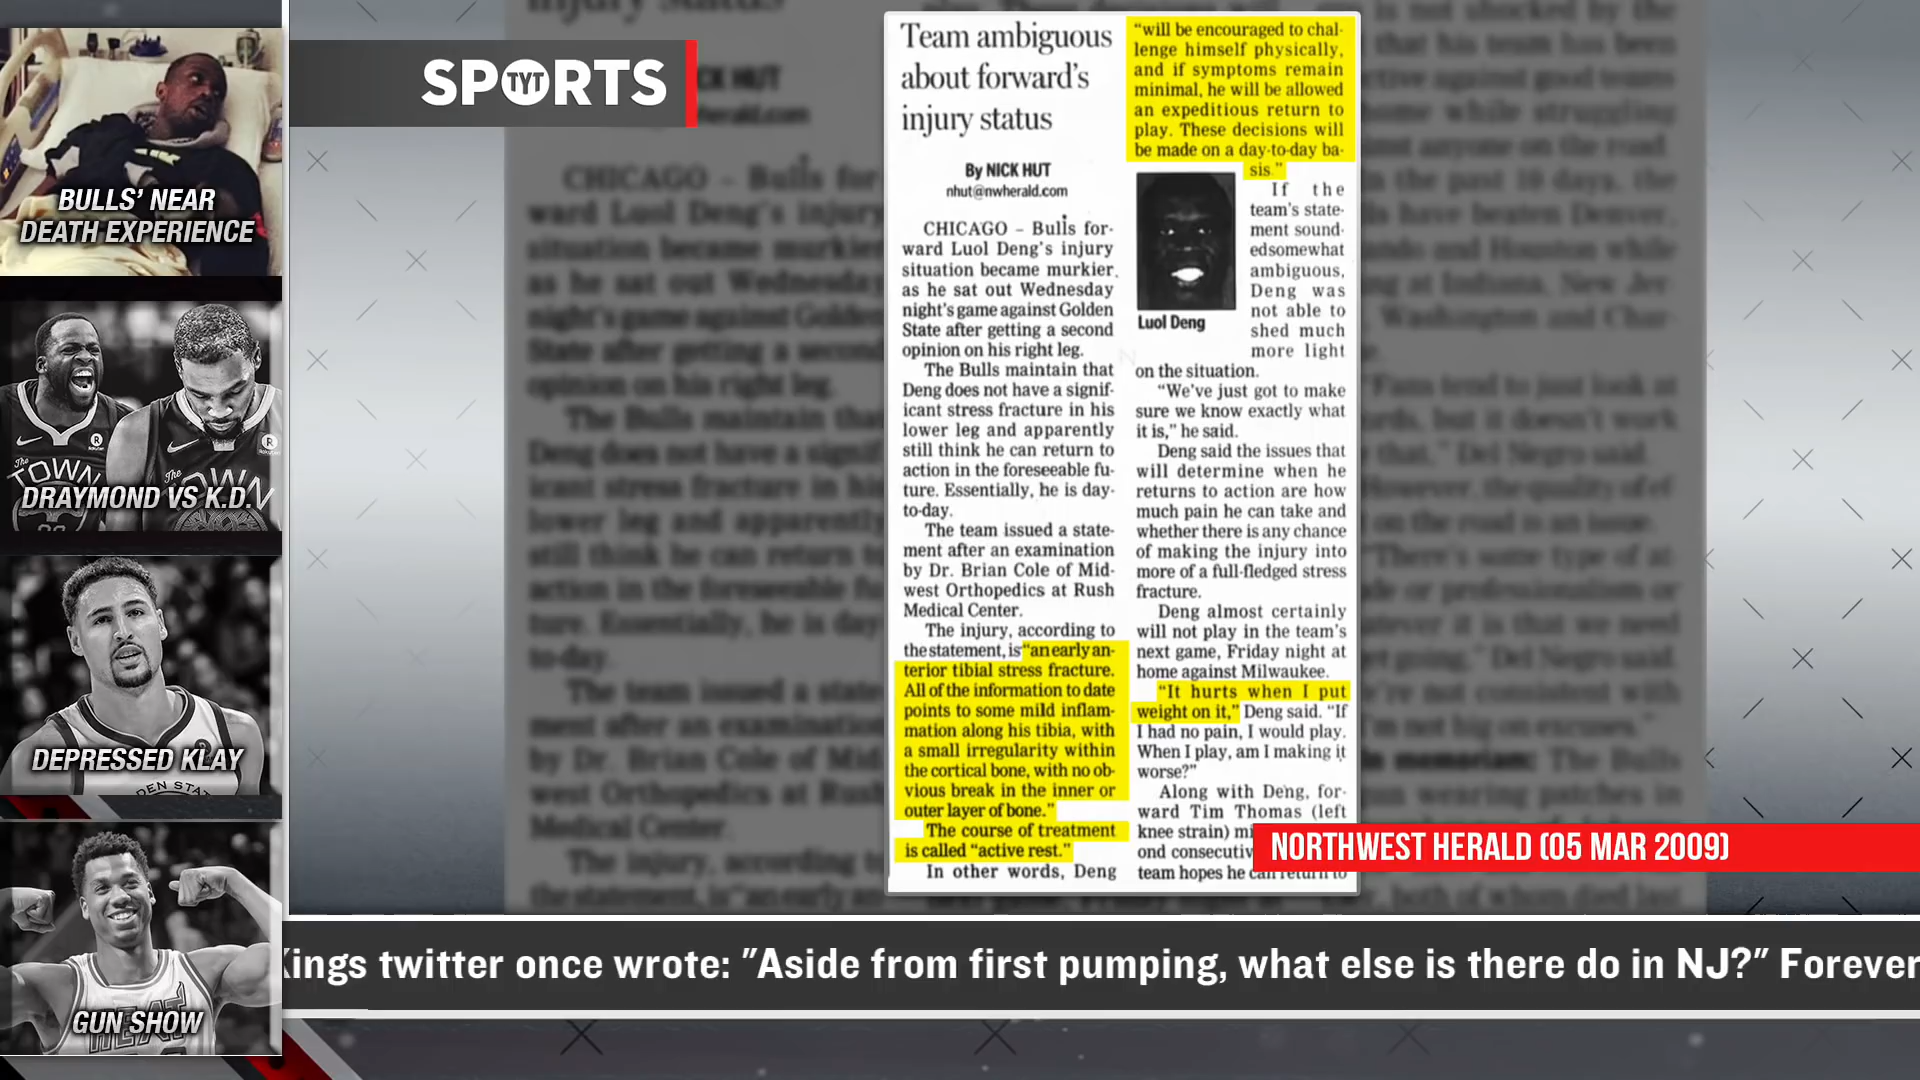 SPORTS
TYT
BULLS' NEAR
DEATH EXPERIENCE
DRAYMOND VS K.D.
DEPRESSED KLAY
GUN SHOW
Team ambiguous
about forward's
injury status
By NICK HUT
nhut@nwherald.com
CHICAGO – Bulls for-
ward Luol Deng's injury
situation became murkier
as he sat out Wednesday
night's game against Golden
State after getting a second
opinion on his right leg.
The Bulls maintain that
Deng does not have a signif-
icant stress fracture in his
lower leg and apparently
still think he can return to
action in the foreseeable fu-
ture. Essentially, he is day-
to-day.
The team issued a state-
ment after an examination
by Dr. Brian Cole of Mid-
west Orthopedics at Rush
Medical Center.
The injury, according to
the statement, is "an early an-
terior tibial stress fracture.
All of the information to date
points to some mild inflam-
mation along his tibia, with
a small irregularity within
the cortical bone, with no ob-
vious break in the inner or
outer layer of bone."
The course of treatment
is called "active rest."
In other words, Deng
"will be encouraged to chal-
lenge himself physically,
and if symptoms remain
minimal, he will be allowed
an expeditious return to
play. These decisions will
be made on a day-to-day ba-
sis."
Luol Deng
If the
team's state-
ment sound-
edsomewhat
ambiguous,
Deng was
not able to
shed much
more light
on the situation.
"We've just got to make
sure we know exactly what
it is," he said.
Deng said the issues that
will determine when he
returns to action are how
much pain he can take and
whether there is any chance
of making the injury into
more of a full-fledged stress
fracture.
Deng almost certainly
will not play in the team's
next game, Friday night at
home against Milwaukee.
"It hurts when I put
weight on it," Deng said. "If
I had no pain, I would play.
When I play, am I making it
worse?"
Along with Deng, for-
ward Tim Thomas (left
knee strain)
ond consecutiv
team hopes he can return to
NORTHWEST HERALD (05 MAR 2009)
Kings twitter once wrote: "Aside from first pumping, what else is there do in NJ?" Forever